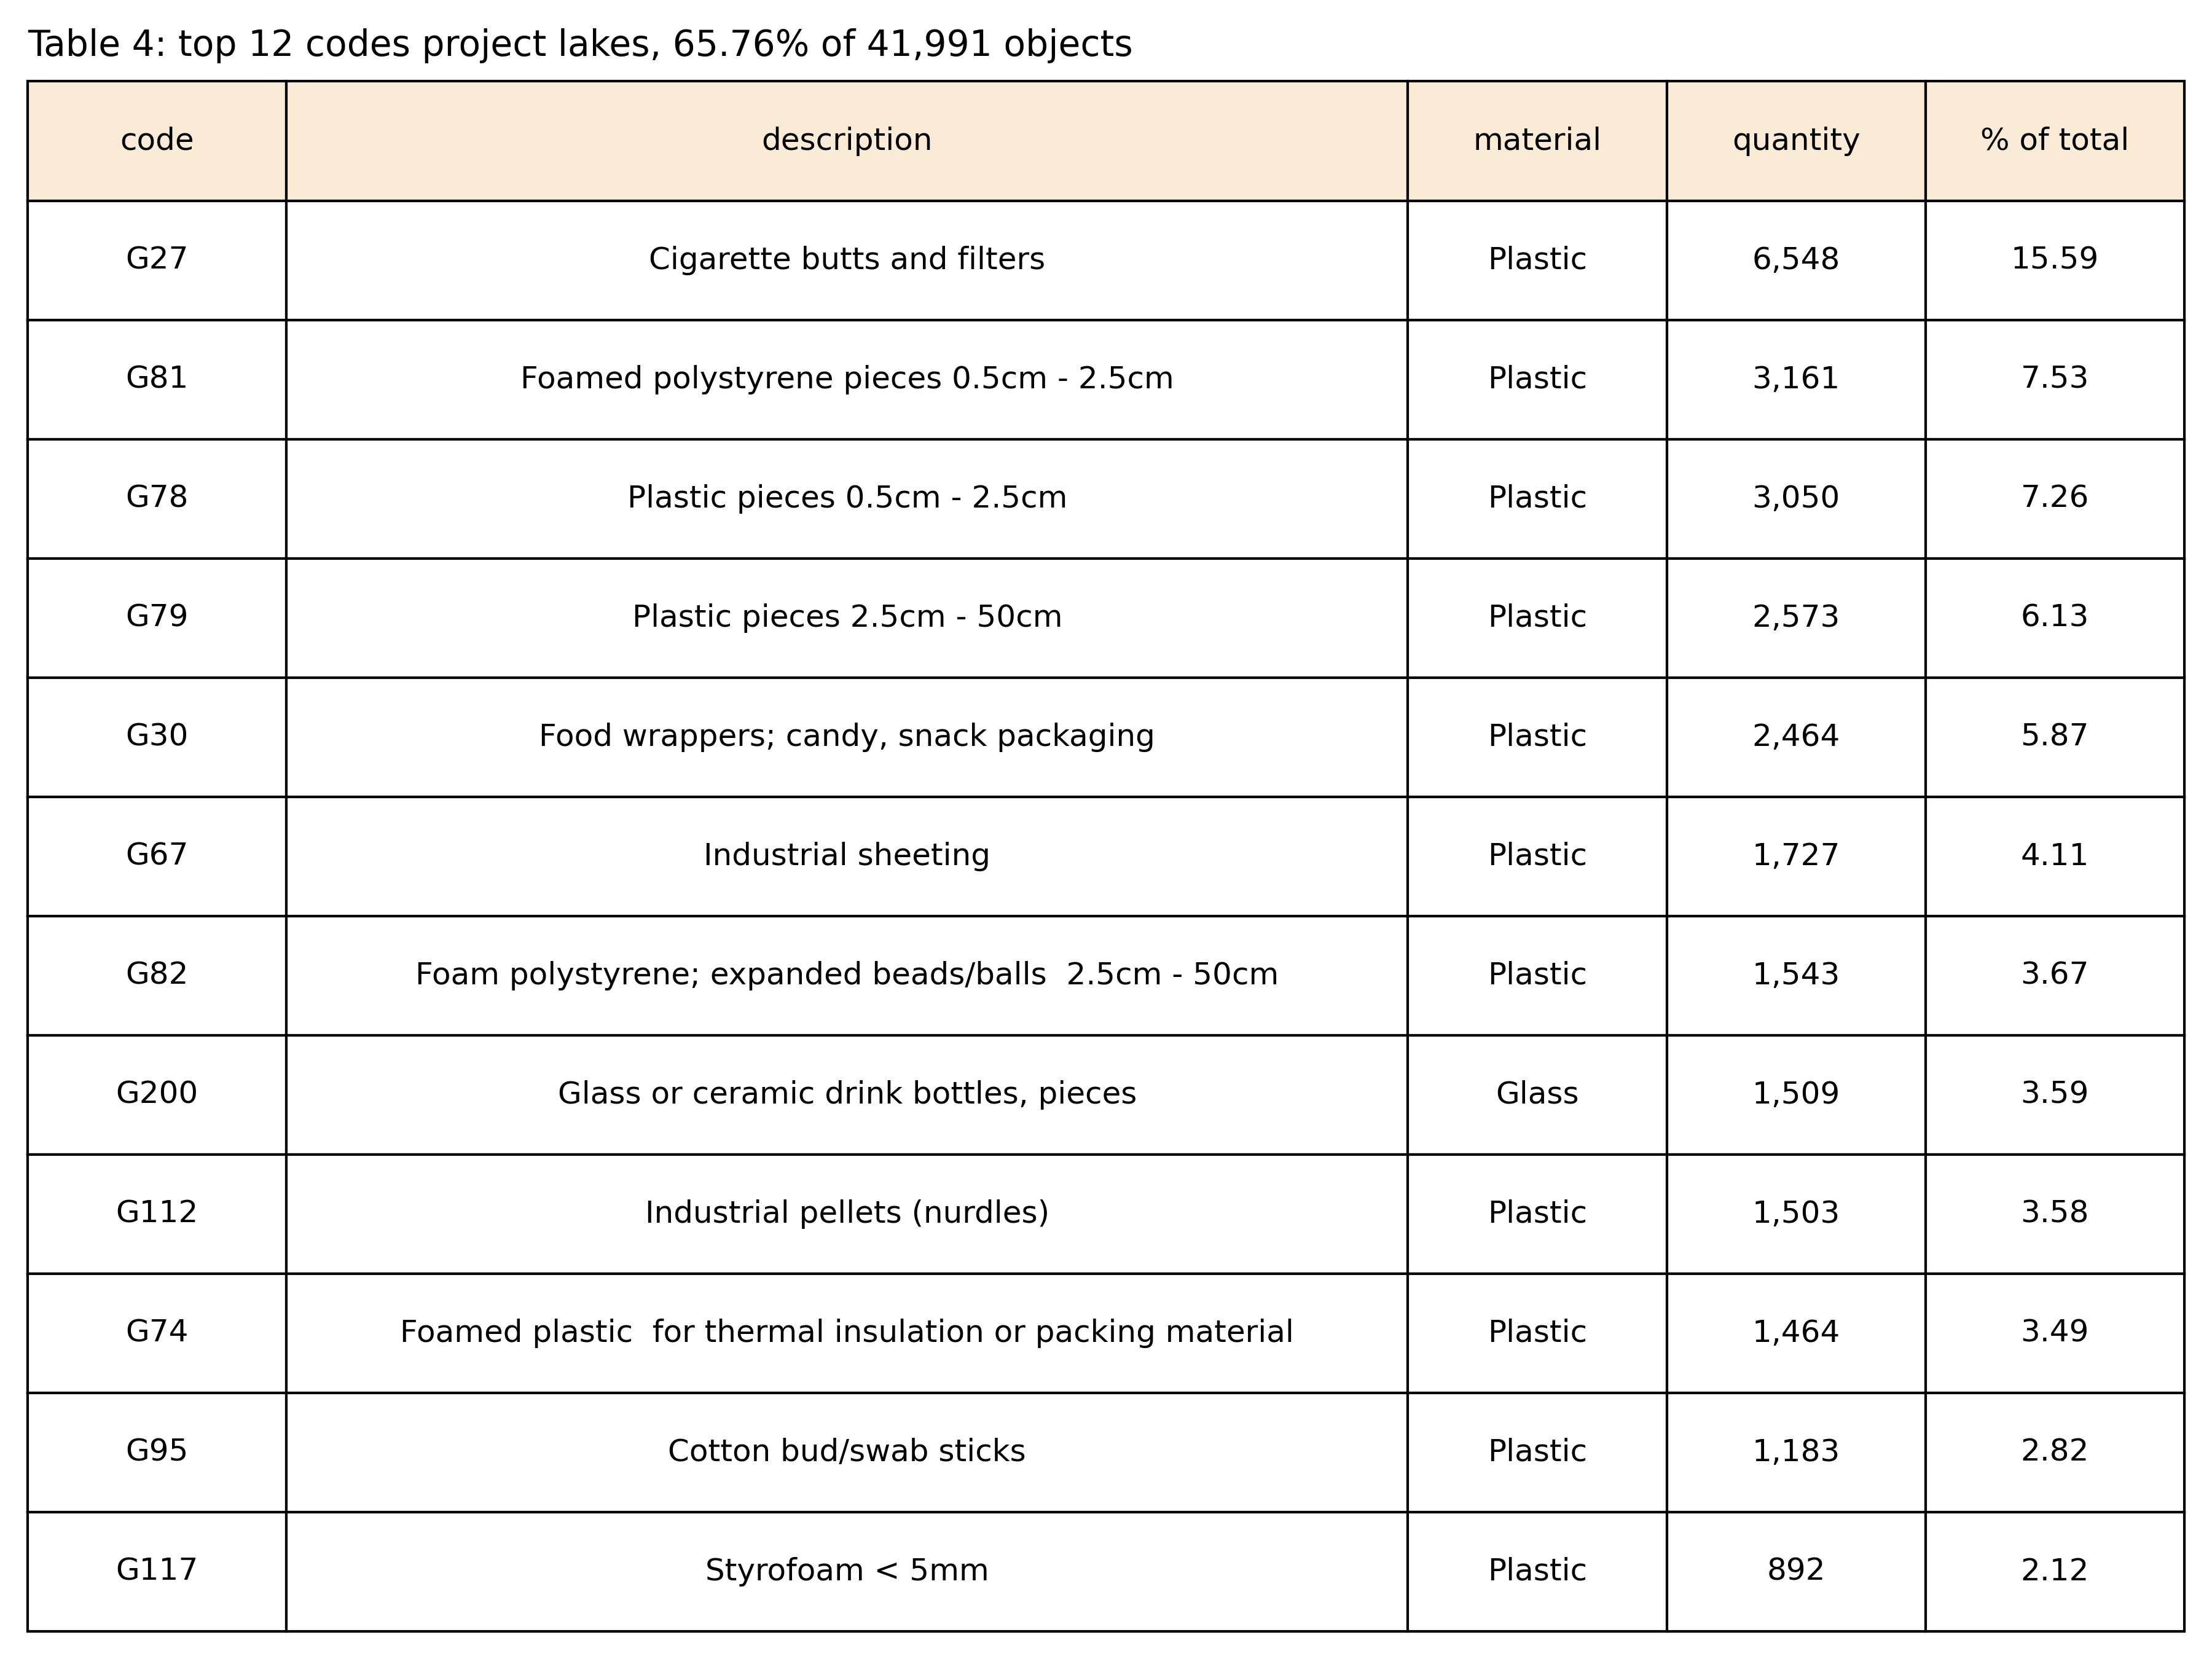 Table 4: top 12 codes project lakes, 65.76% of 41,991 objects
code description material quantity % of total
G27 Cigarette butts and filters Plastic 6,548 15.59
G81 Foamed polystyrene pieces 0.5cm - 2.5cm Plastic 3,161 7.53
G78 Plastic pieces 0.5cm - 2.5cm Plastic 3,050 7.26
G79 Plastic pieces 2.5cm - 50cm Plastic 2,573 6.13
G30 Food wrappers; candy, snack packaging Plastic 2,464 5.87
G67 Industrial sheeting Plastic 1,727 4.11
G82 Foam polystyrene; expanded beads/balls  2.5cm - 50cm Plastic 1,543 3.67
G200 Glass or ceramic drink bottles, pieces Glass 1,509 3.59
G112 Industrial pellets (nurdles) Plastic 1,503 3.58
G74 Foamed plastic  for thermal insulation or packing material Plastic 1,464 3.49
G95 Cotton bud/swab sticks Plastic 1,183 2.82
G117 Styrofoam < 5mm Plastic 892 2.12